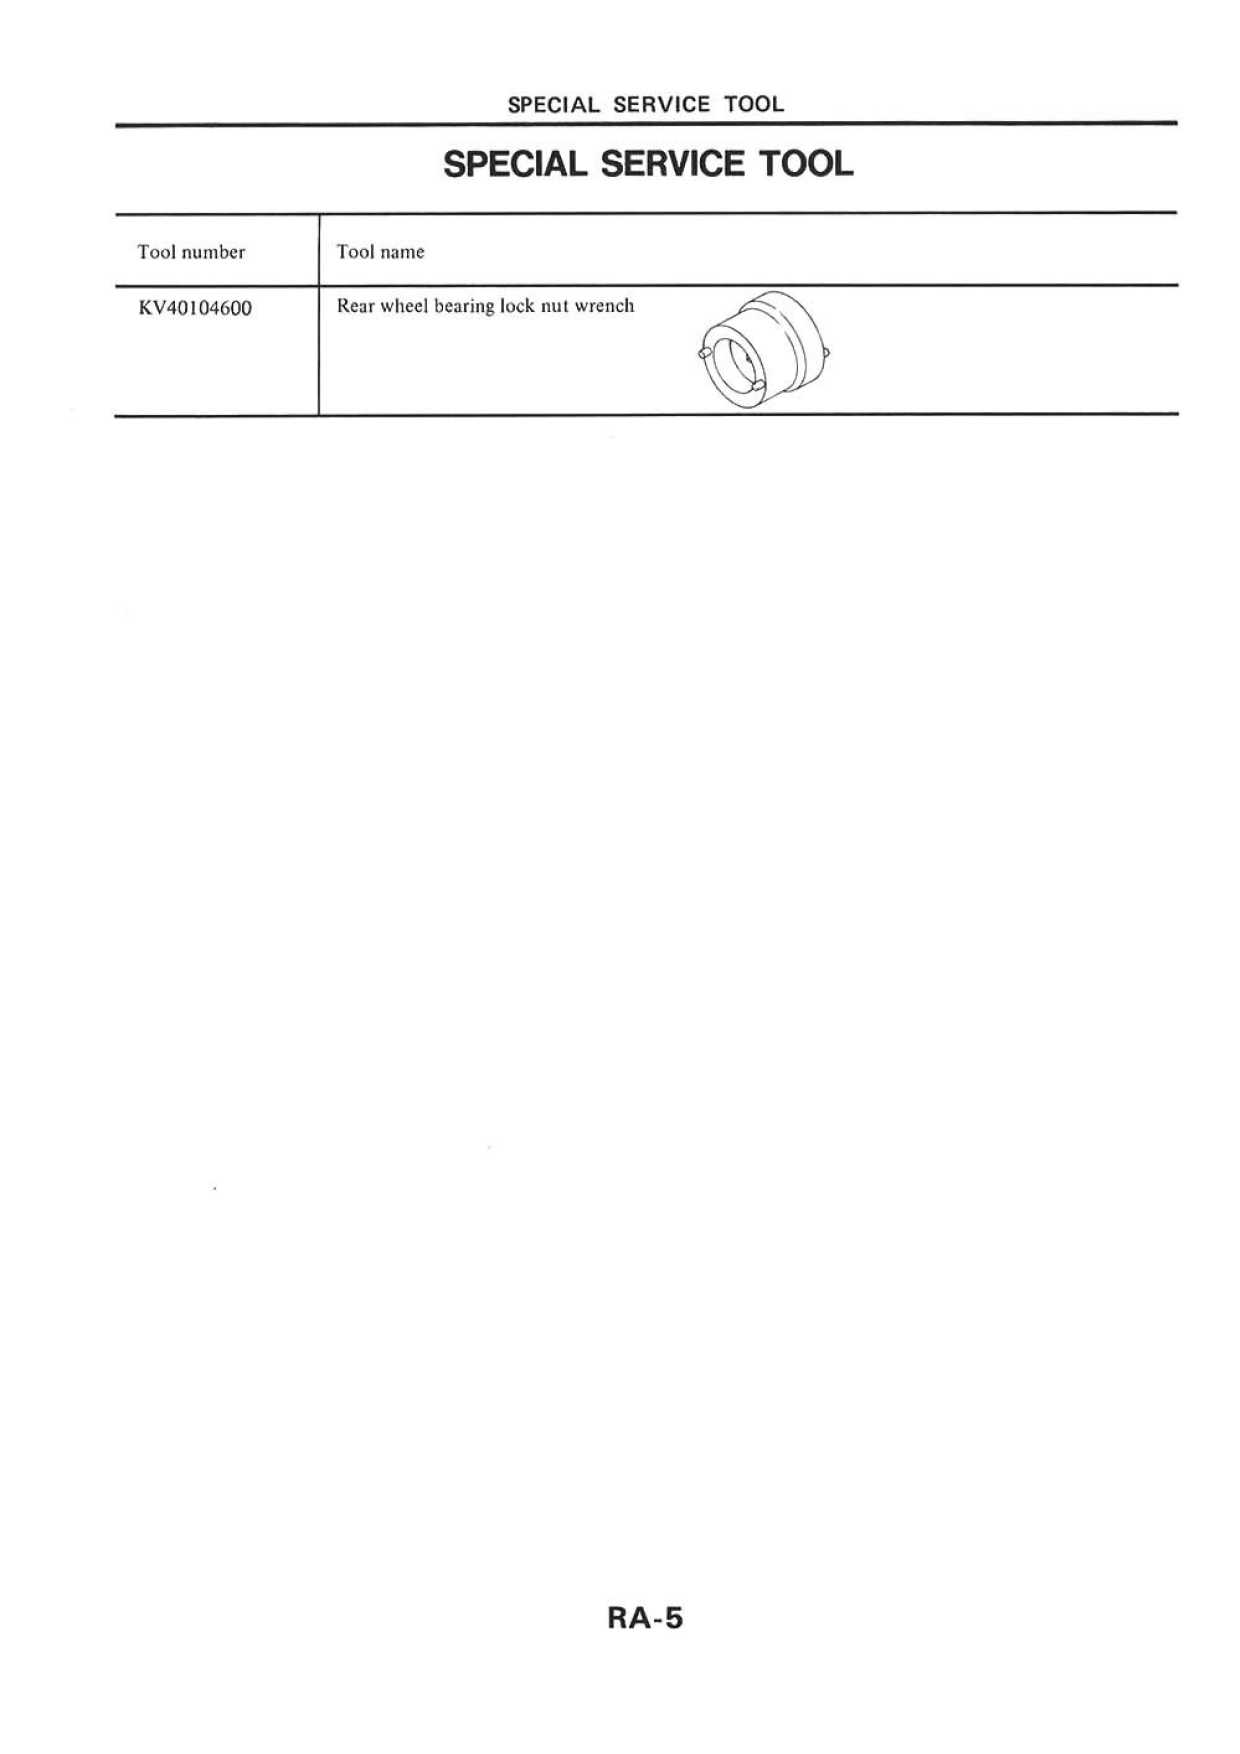 SPECIAL SERVICE TOOL
SPECIAL SERVICE TOOL
Tool number
Tool name
KV40104600
Rear wheel bearing lock nut wrench
RA-5